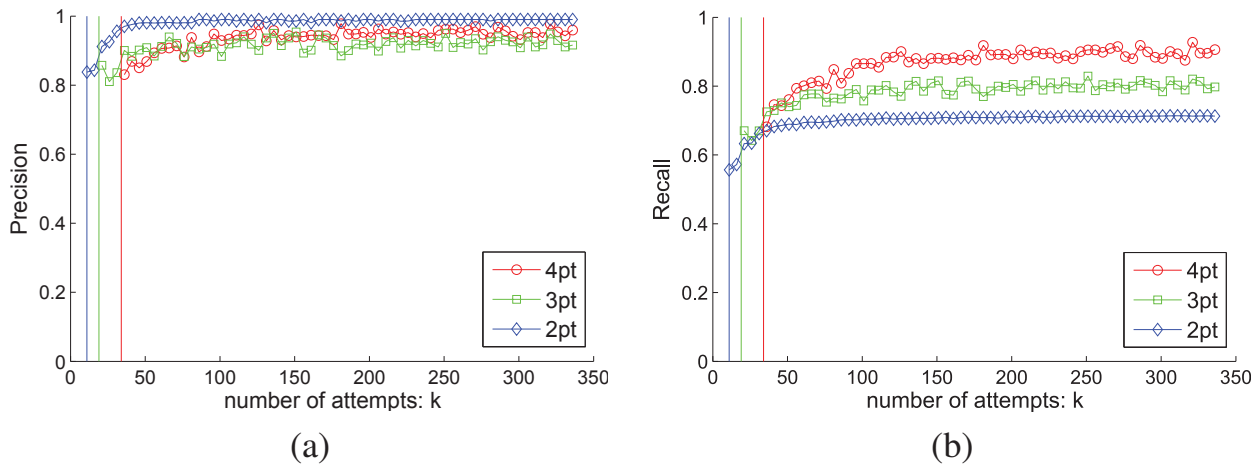 1
0.8
0.6
0.4
0.2
0
Precision
0 50 100 150 200 250 300 350
number of attempts: k
4pt
3pt
2pt
(a)
1
0.8
0.6
0.4
0.2
0
Recall
0 50 100 150 200 250 300 350
number of attempts: k
4pt
3pt
2pt
(b)